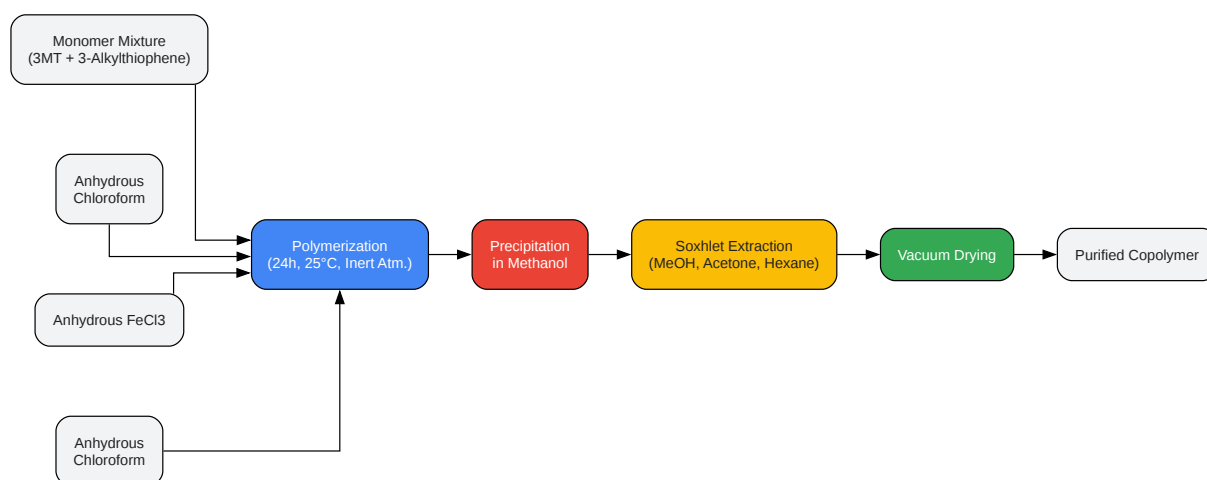 Monomer Mixture
(3MT + 3-Alkylthiophene)
Anhydrous
Chloroform
Anhydrous FeCl3
Anhydrous
Chloroform
Polymerization
(24h, 25°C, Inert Atm.)
Precipitation
in Methanol
Soxhlet Extraction
(MeOH, Acetone, Hexane)
Vacuum Drying
Purified Copolymer